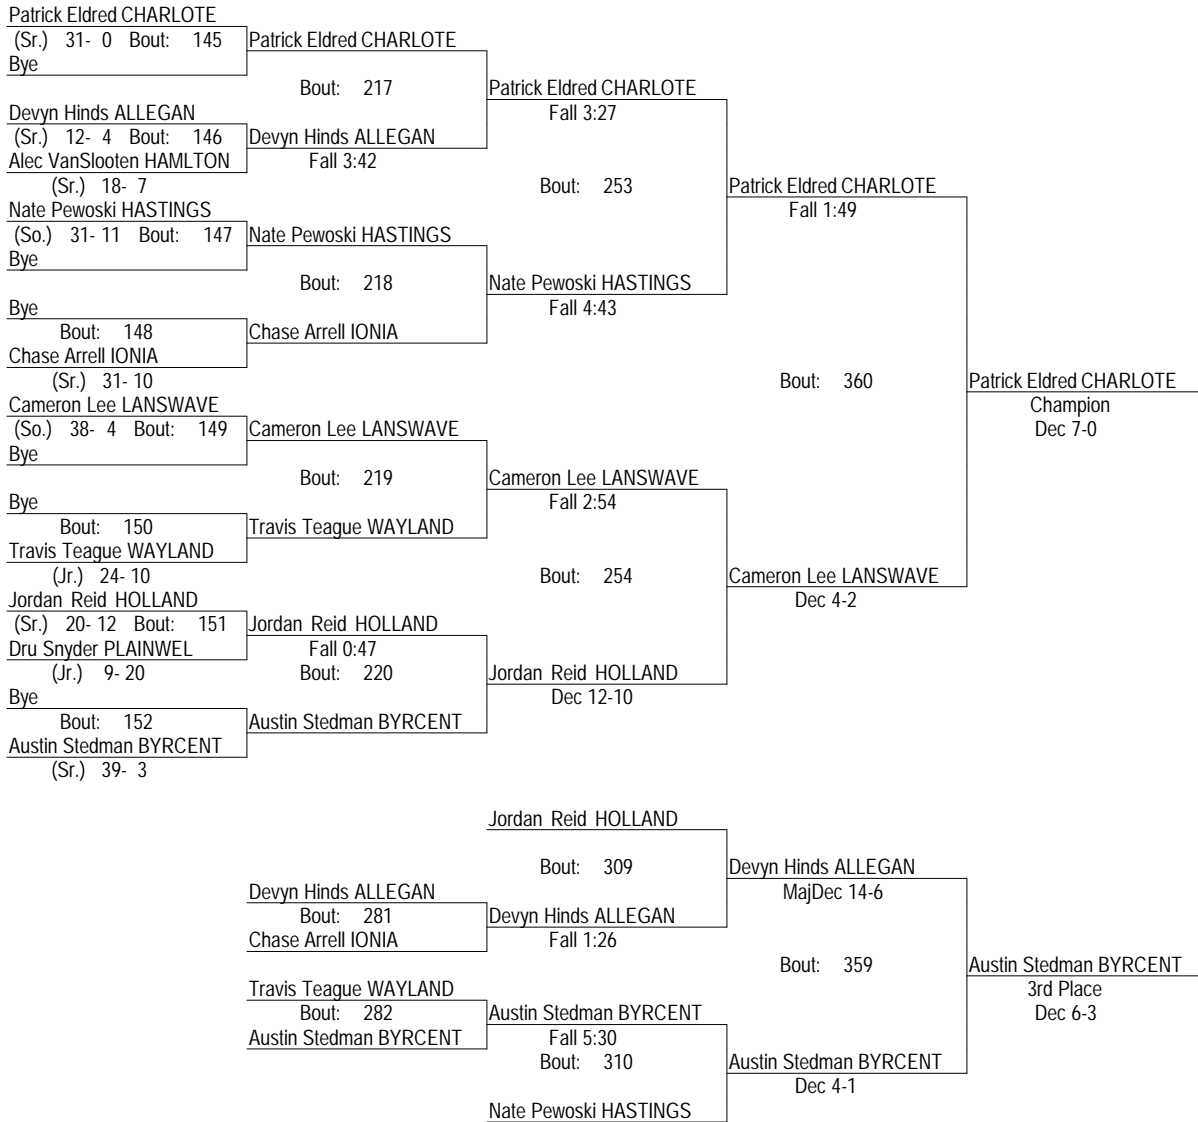 Patrick Eldred CHARLOTE
(Sr.) 31- 0 Bout: 145 Patrick Eldred CHARLOTE
Bye
Bout: 217 Patrick Eldred CHARLOTE
Devyn Hinds ALLEGAN Fall 3:27
(Sr.) 12- 4 Bout: 146 Devyn Hinds ALLEGAN
Alec VanSlooten HAMLTON Fall 3:42
(Sr.) 18- 7 Bout: 253 Patrick Eldred CHARLOTE
Nate Pewoski HASTINGS Fall 1:49
(So.) 31- 11 Bout: 147 Nate Pewoski HASTINGS
Bye
Bout: 218 Nate Pewoski HASTINGS
Bye Fall 4:43
Bout: 148 Chase Arrell IONIA
Chase Arrell IONIA
(Sr.) 31- 10 Bout: 360 Patrick Eldred CHARLOTE
Cameron Lee LANSWAVE Champion
(So.) 38- 4 Bout: 149 Cameron Lee LANSWAVE Dec 7-0
Bye
Bout: 219 Cameron Lee LANSWAVE
Bye Fall 2:54
Bout: 150 Travis Teague WAYLAND
Travis Teague WAYLAND
(Jr.) 24- 10 Bout: 254 Cameron Lee LANSWAVE
Jordan Reid HOLLAND Dec 4-2
(Sr.) 20- 12 Bout: 151 Jordan Reid HOLLAND
Dru Snyder PLAINWEL Fall 0:47
(Jr.) 9- 20 Bout: 220 Jordan Reid HOLLAND
Bye Dec 12-10
Bout: 152 Austin Stedman BYRCENT
Austin Stedman BYRCENT
(Sr.) 39- 3
Jordan Reid HOLLAND
Bout: 309 Devyn Hinds ALLEGAN
Devyn Hinds ALLEGAN MajDec 14-6
Bout: 281 Devyn Hinds ALLEGAN
Chase Arrell IONIA Fall 1:26
Bout: 359 Austin Stedman BYRCENT
Travis Teague WAYLAND 3rd Place
Bout: 282 Austin Stedman BYRCENT Dec 6-3
Austin Stedman BYRCENT Fall 5:30
Bout: 310 Austin Stedman BYRCENT
Dec 4-1
Nate Pewoski HASTINGS